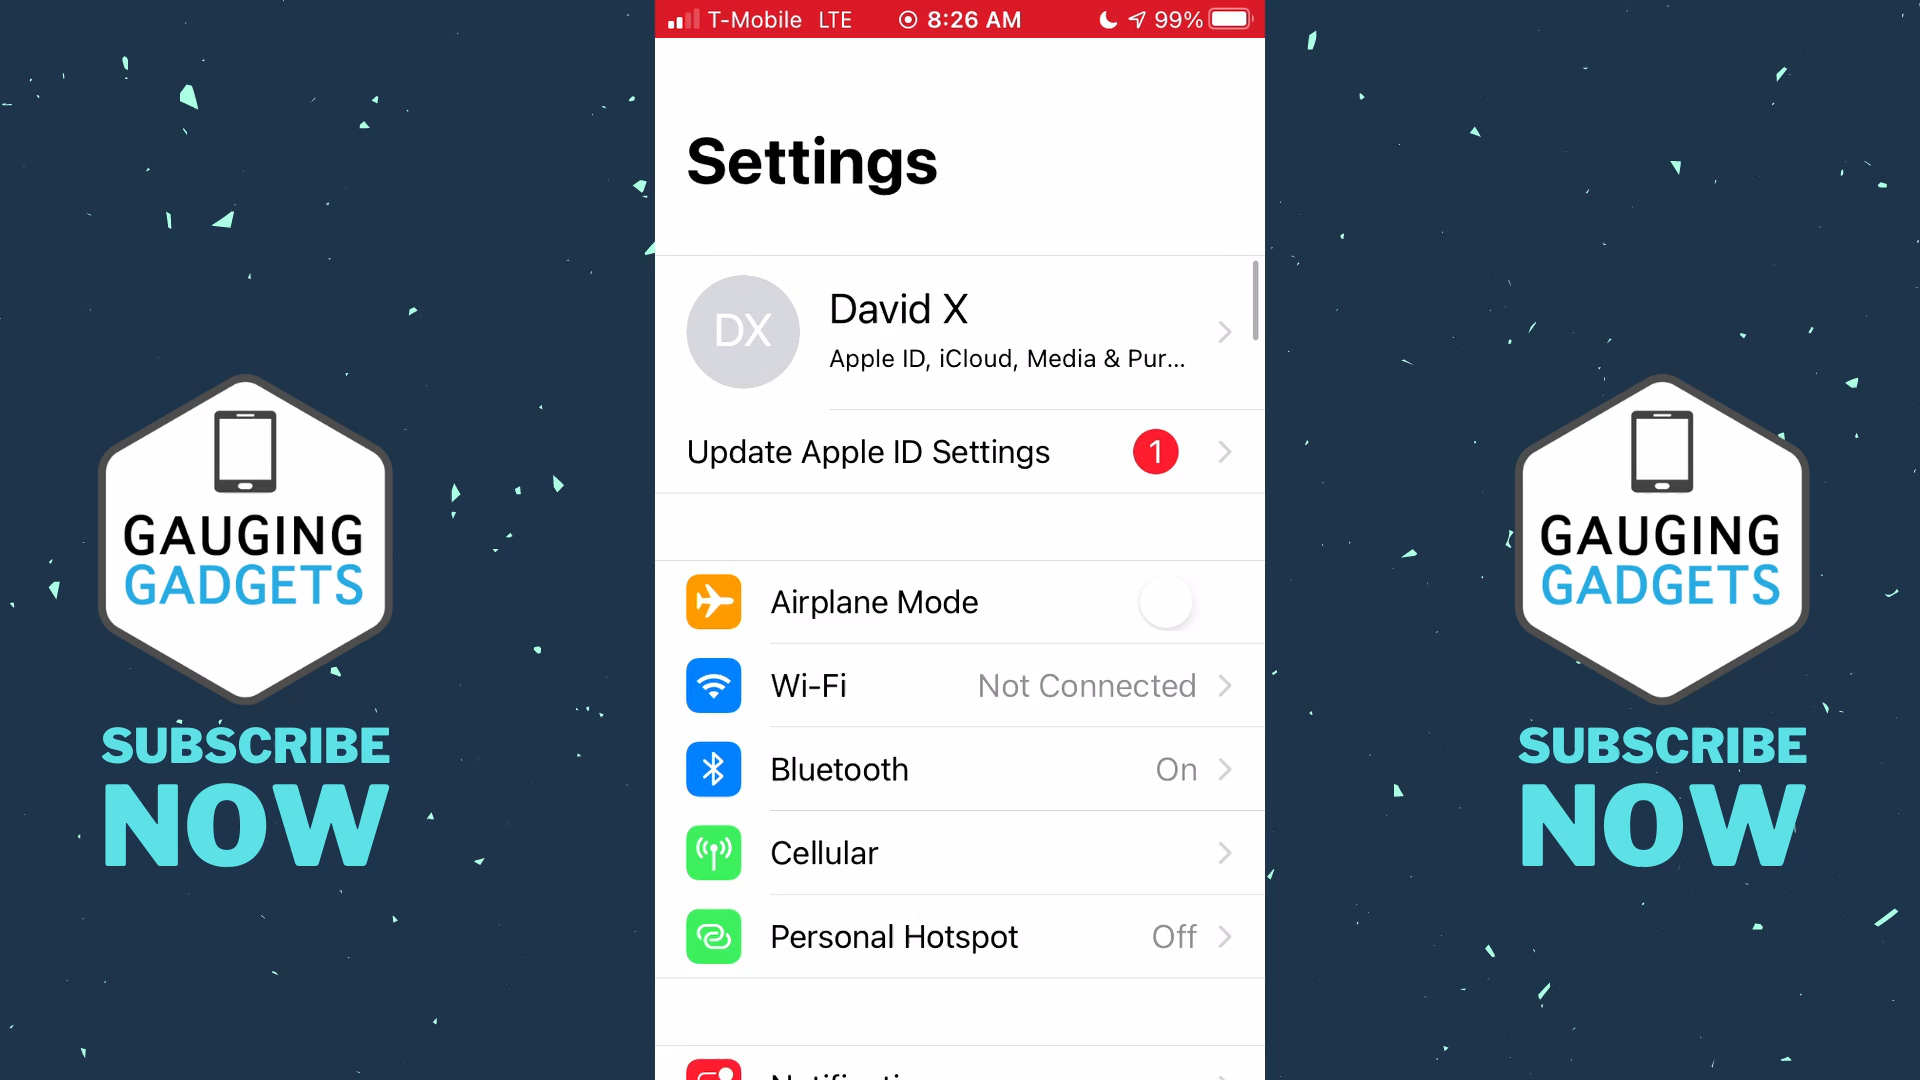 T-Mobile LTE 8:26 AM 99%
Settings
DX
David X
Apple ID, iCloud, Media & Pur...
Update Apple ID Settings 1
Airplane Mode
Wi-Fi Not Connected
Bluetooth On
Cellular
Personal Hotspot Off
GAUGING
GADGETS
SUBSCRIBE
NOW
GAUGING
GADGETS
SUBSCRIBE
NOW